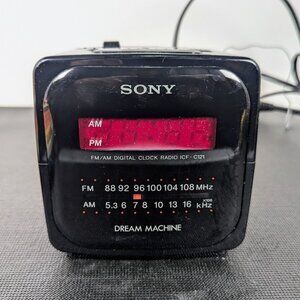 SONY
AM
PM
FM/AM DIGITAL CLOCK RADIO ICF-C121
FM 88 92 96 100 104 108 MHz
AM 5.3 6 7 8 10 13 16 x100 kHz
DREAM MACHINE